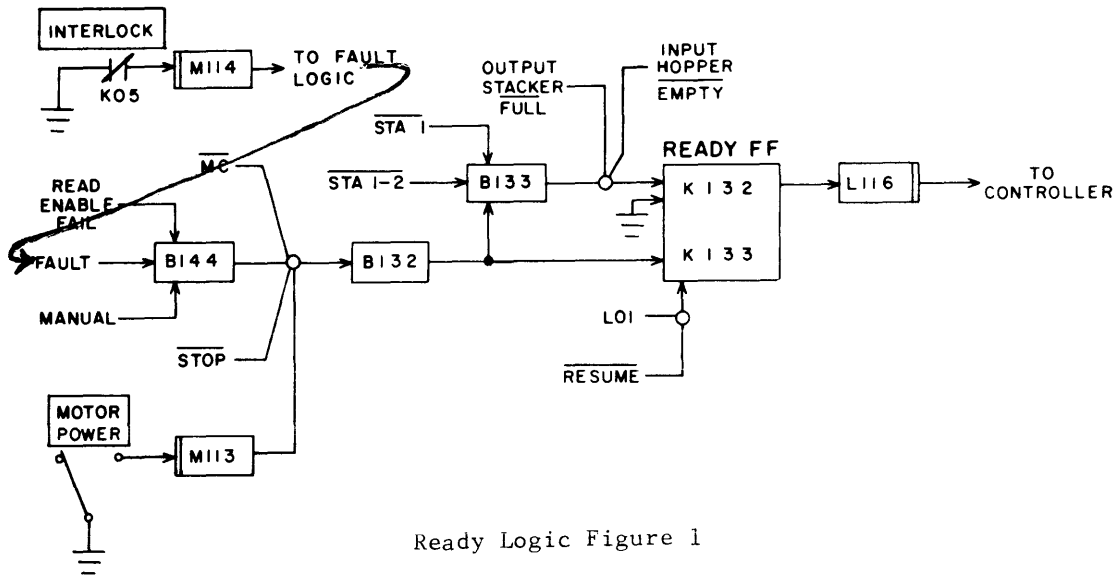 INTERLOCK
K05
M114
TO FAULT
LOGIC
OUTPUT
STACKER
FULL
INPUT
HOPPER
EMPTY
STA 1
STA 1-2
B133
READY FF
K132
K133
L116
TO
CONTROLLER
MC
READ
ENABLE
FAIL
FAULT
B144
B132
MANUAL
STOP
L01
RESUME
MOTOR
POWER
M113
Ready Logic Figure 1